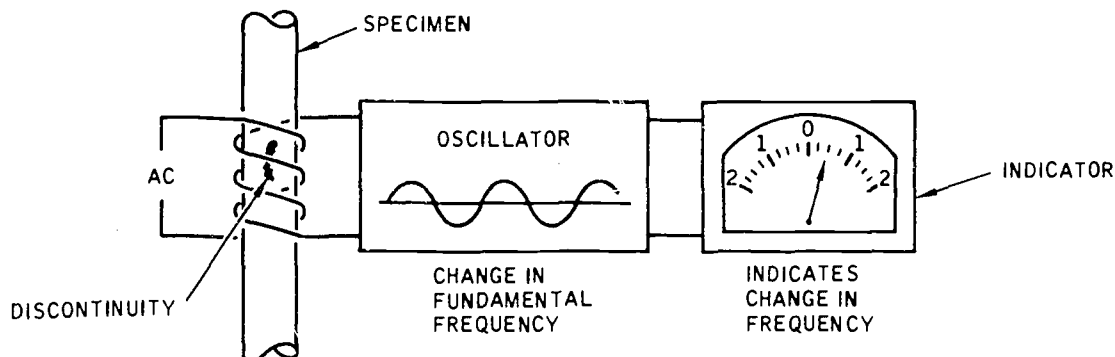 SPECIMEN
OSCILLATOR
0
1 1
2 2
AC
INDICATOR
DISCONTINUITY
CHANGE IN
FUNDAMENTAL
FREQUENCY
INDICATES
CHANGE IN
FREQUENCY